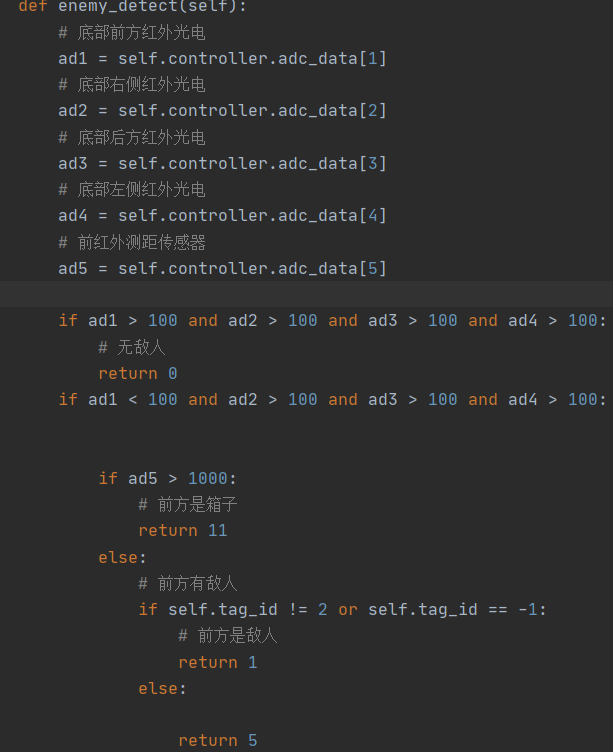 def enemy_detect(self):
# 底部前方红外光电
ad1 = self.controller.adc_data[1]
# 底部右侧红外光电
ad2 = self.controller.adc_data[2]
# 底部后方红外光电
ad3 = self.controller.adc_data[3]
# 底部左侧红外光电
ad4 = self.controller.adc_data[4]
# 前红外测距传感器
ad5 = self.controller.adc_data[5]
if ad1 > 100 and ad2 > 100 and ad3 > 100 and ad4 > 100:
# 无敌人
return 0
if ad1 < 100 and ad2 > 100 and ad3 > 100 and ad4 > 100:
if ad5 > 1000:
# 前方是箱子
return 11
else:
# 前方有敌人
if self.tag_id != 2 or self.tag_id == -1:
# 前方是敌人
return 1
else:
return 5